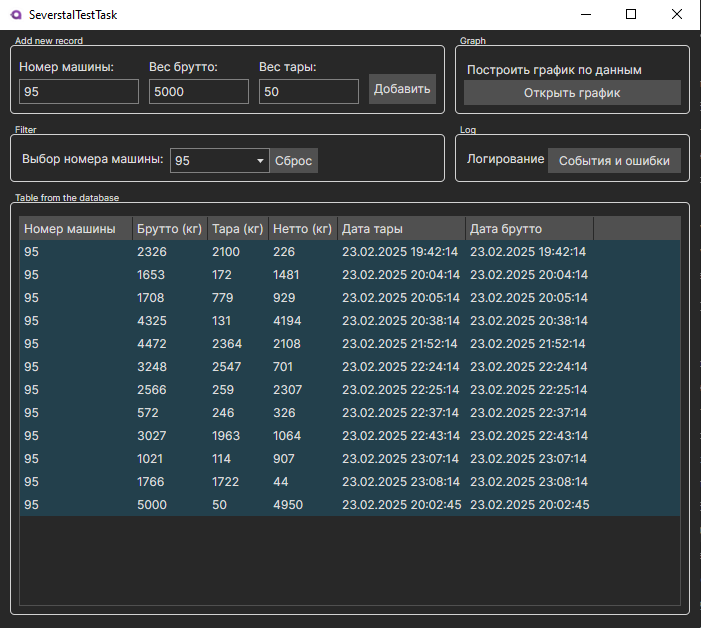 SeverstalTestTask
Add new record
Номер машины: Вес брутто: Вес тары:
95 5000 50 Добавить
Graph
Построить график по данным
Открыть график
Filter
Выбор номера машины: 95 Сброс
Log
Логирование События и ошибки
Table from the database
Номер машины Брутто (кг) Тара (кг) Нетто (кг) Дата тары Дата брутто
95 2326 2100 226 23.02.2025 19:42:14 23.02.2025 19:42:14
95 1653 172 1481 23.02.2025 20:04:14 23.02.2025 20:04:14
95 1708 779 929 23.02.2025 20:05:14 23.02.2025 20:05:14
95 4325 131 4194 23.02.2025 20:38:14 23.02.2025 20:38:14
95 4472 2364 2108 23.02.2025 21:52:14 23.02.2025 21:52:14
95 3248 2547 701 23.02.2025 22:24:14 23.02.2025 22:24:14
95 2566 259 2307 23.02.2025 22:25:14 23.02.2025 22:25:14
95 572 246 326 23.02.2025 22:37:14 23.02.2025 22:37:14
95 3027 1963 1064 23.02.2025 22:43:14 23.02.2025 22:43:14
95 1021 114 907 23.02.2025 23:07:14 23.02.2025 23:07:14
95 1766 1722 44 23.02.2025 23:08:14 23.02.2025 23:08:14
95 5000 50 4950 23.02.2025 20:02:45 23.02.2025 20:02:45